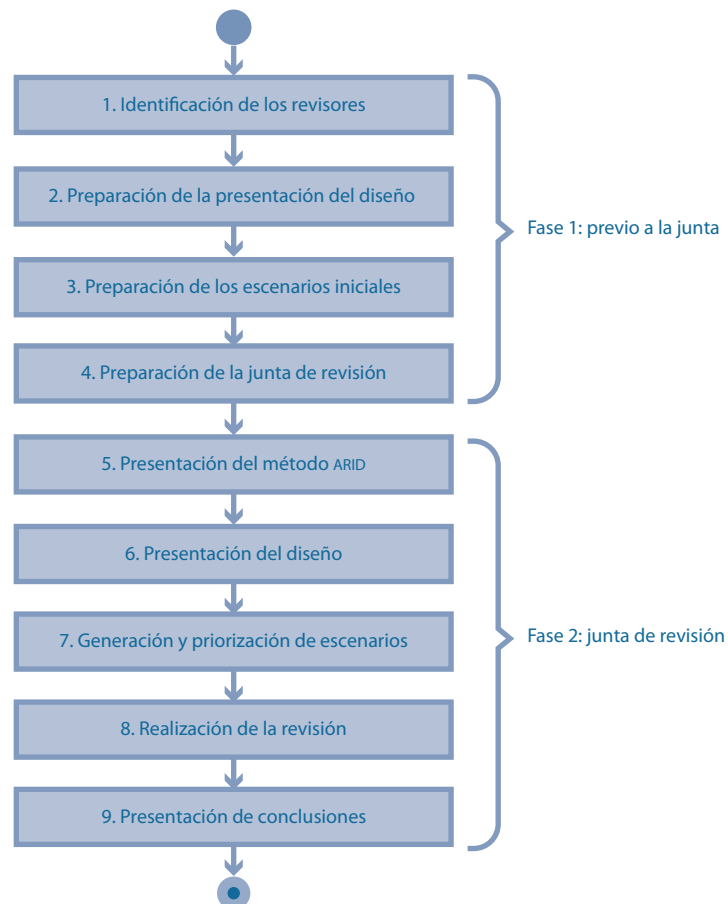 1. Identificación de los revisores
2. Preparación de la presentación del diseño
Fase 1: previo a la junta
3. Preparación de los escenarios iniciales
4. Preparación de la junta de revisión
5. Presentación del método ARID
6. Presentación del diseño
7. Generación y priorización de escenarios
Fase 2: junta de revisión
8. Realización de la revisión
9. Presentación de conclusiones